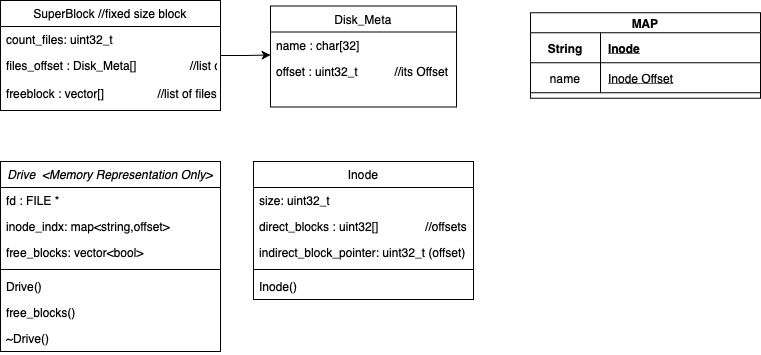 SuperBlock //fixed size block
count_files: uint32_t
files_offset : Disk_Meta[] //list
freeblock : vector[] //list of files
Disk_Meta
name : char[32]
offset : uint32_t //its Offset
MAP
String Inode
name Inode Offset
Drive <Memory Representation Only>
fd : FILE *
inode_indx: map<string,offset>
free_blocks: vector<bool>
Drive()
free_blocks()
~Drive()
Inode
size: uint32_t
direct_blocks : uint32[] //offsets
indirect_block_pointer: uint32_t (offset)
Inode()